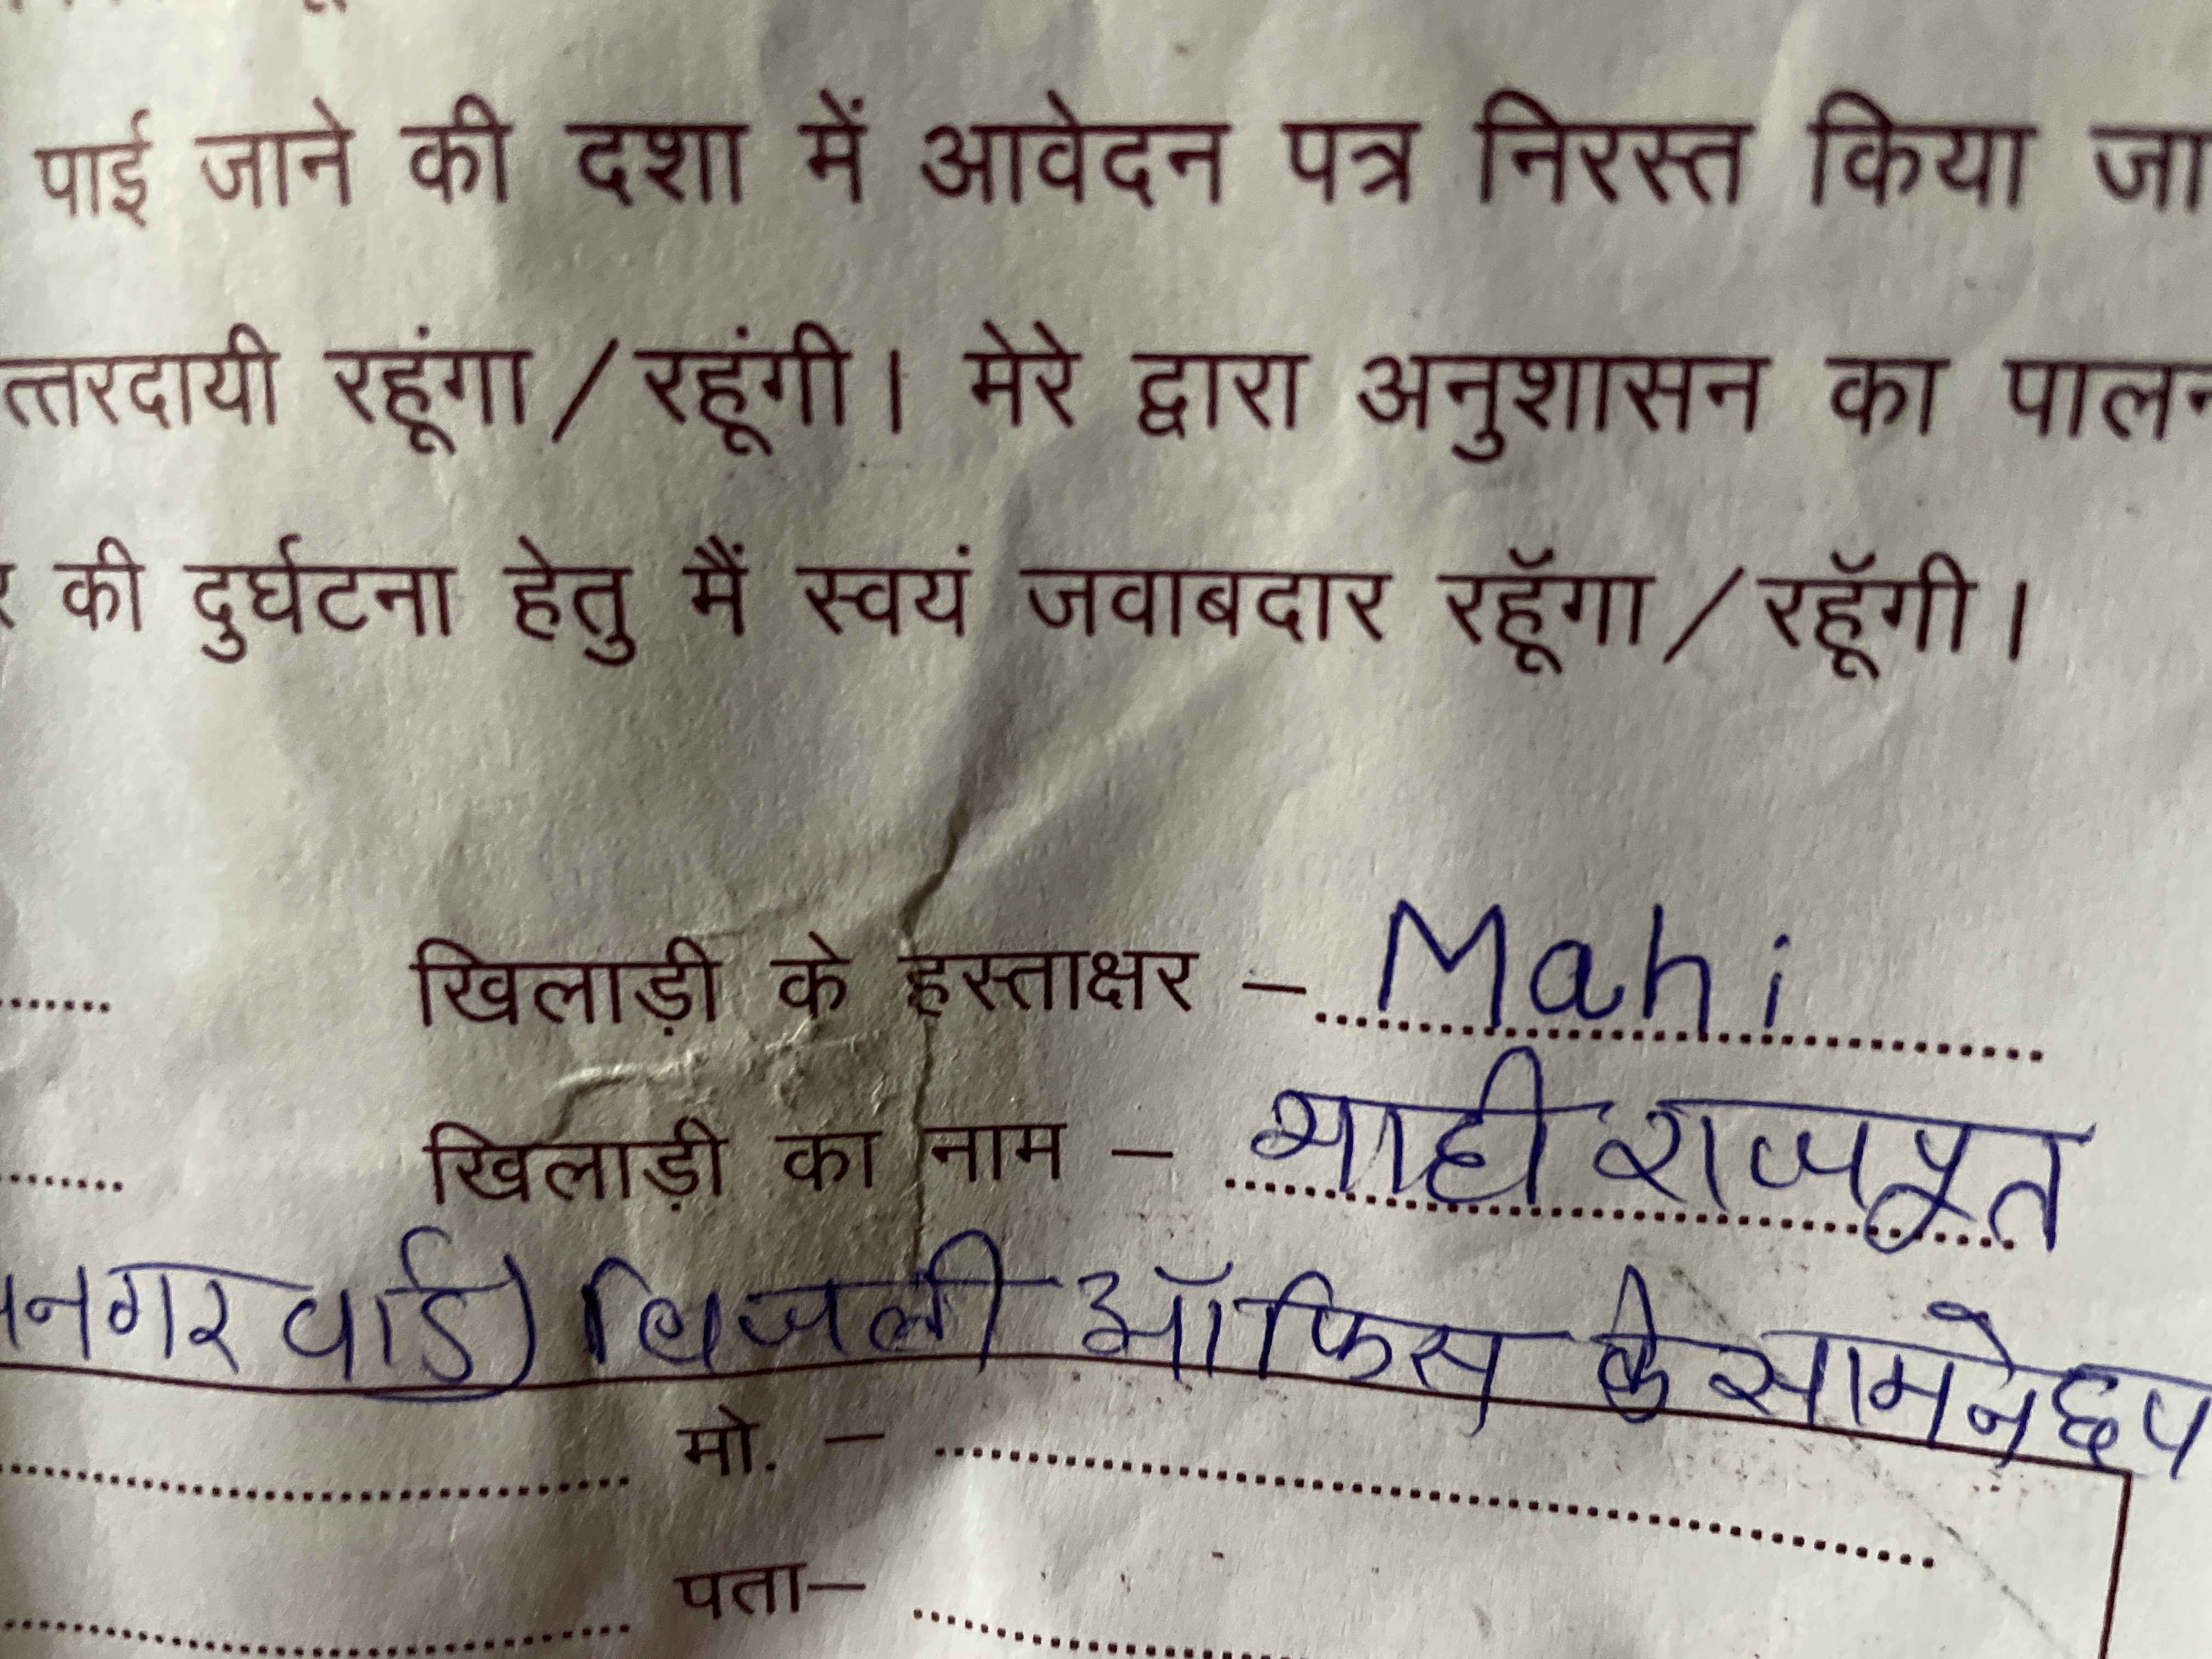 पाई जाने की दशा में आवेदन पत्र निरस्त किया जा
त्तरदायी रहूंगा/रहूंगी। मेरे द्वारा अनुशासन का पालन
की दुर्घटना हेतु मैं स्वयं जवाबदार रहूॅगा/रहूॅगी।
खिलाड़ी के हस्ताक्षर – Mahi
खिलाड़ी का नाम – माही राजपूत
नगर वार्ड) बिजली ऑफिस के सामने
मो. –
पता–